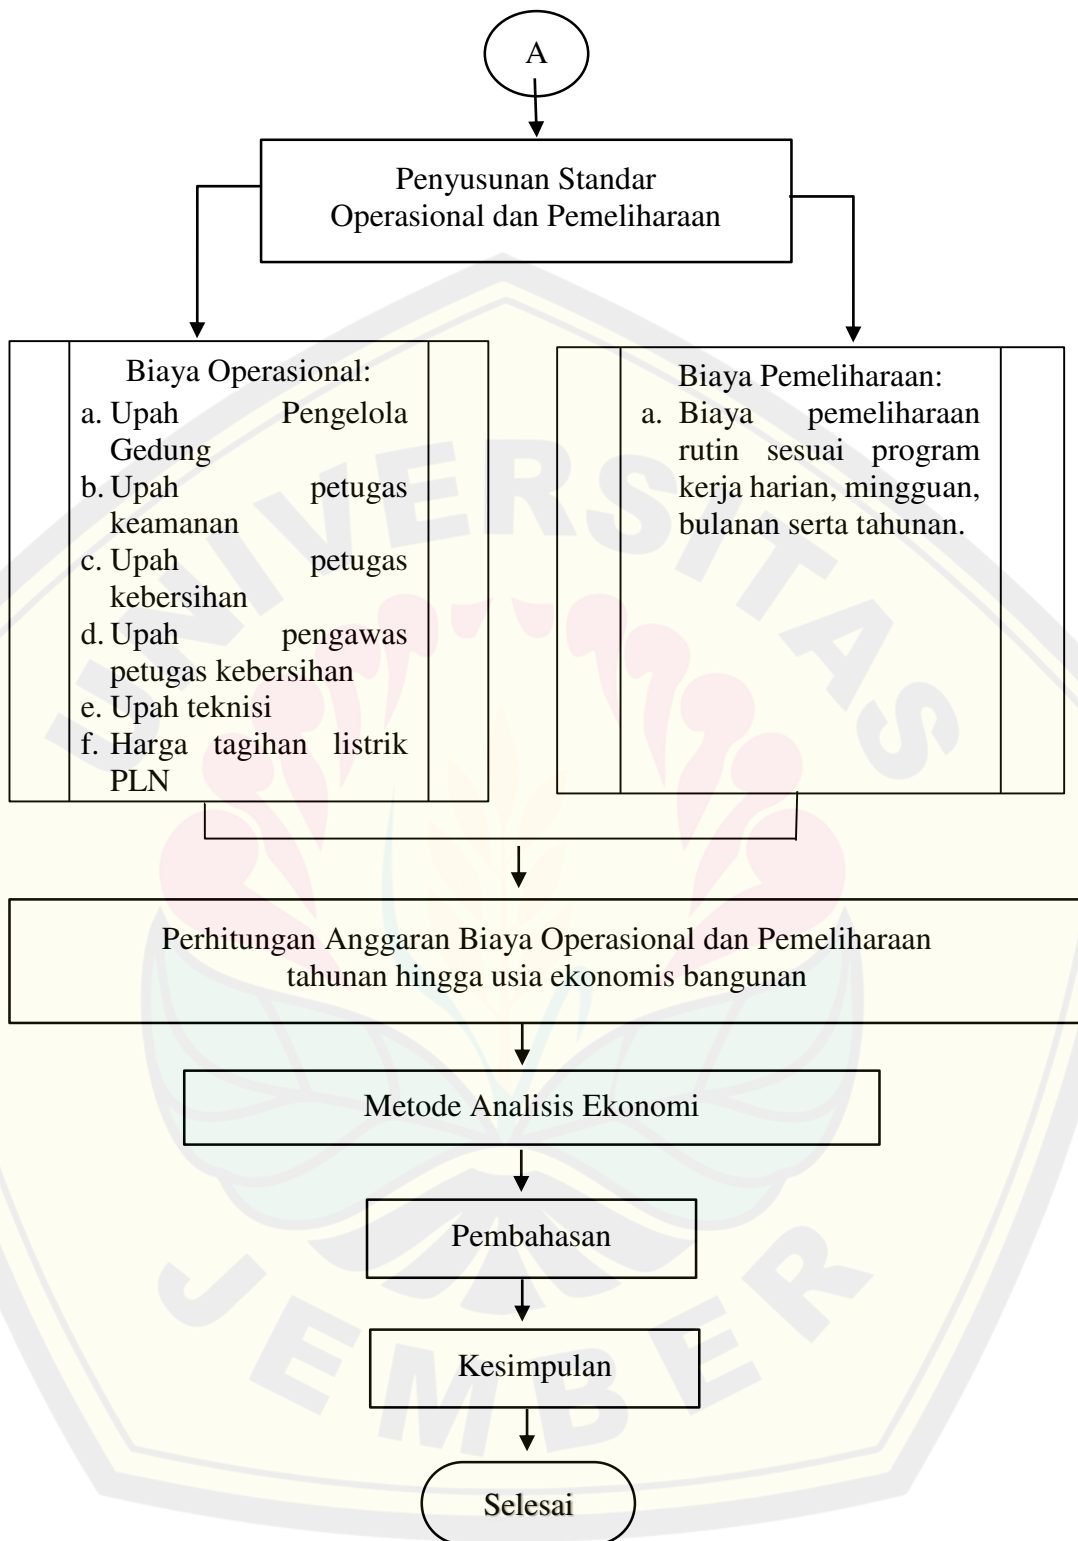 A
Penyusunan Standar
Operasional dan Pemeliharaan
Biaya Operasional:
a. Upah Pengelola
Gedung
b. Upah petugas
keamanan
c. Upah petugas
kebersihan
d. Upah pengawas
petugas kebersihan
e. Upah teknisi
f. Harga tagihan listrik
PLN
Biaya Pemeliharaan:
a. Biaya pemeliharaan
rutin sesuai program
kerja harian, mingguan,
bulanan serta tahunan.
Perhitungan Anggaran Biaya Operasional dan Pemeliharaan
tahunan hingga usia ekonomis bangunan
Metode Analisis Ekonomi
Pembahasan
Kesimpulan
Selesai
UNIVERSITAS
JEMBER